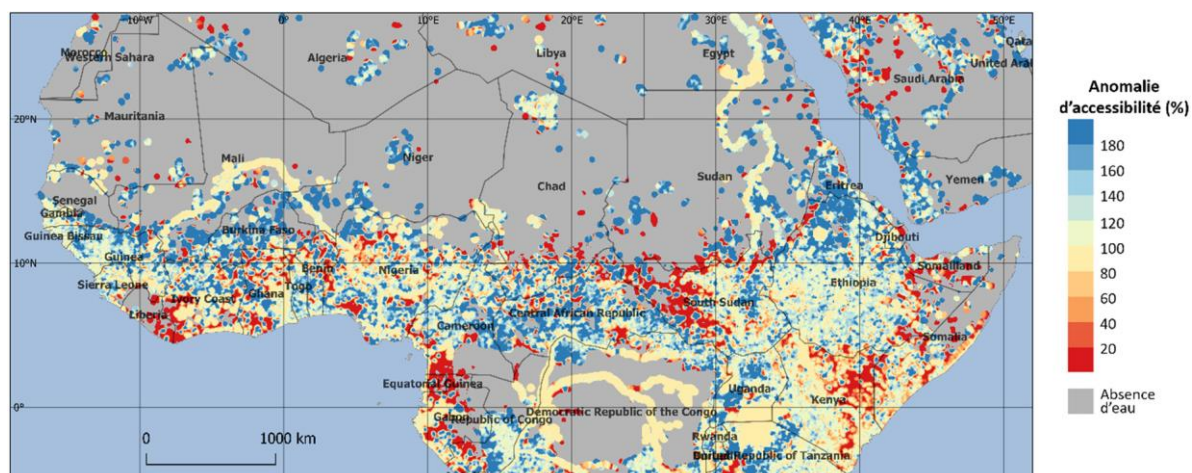 10°W 0° 10°E 20°E 30°E 40°E 50°E
Morocco
Western Sahara
Algeria
Libya
Egypt
Qata
United Aral
Saudi Arabia
20°N
Mauritania
Mali
Niger
Chad
Sudan
Eritrea
Yemen
Senegal
Gambia
Guinea Bissau
Burkina Faso
Djibouti
10°N
Guinea
Benin
Nigeria
Somaliland
Sierra Leone
Ivory Coast
Ghana
Togo
Ethiopia
Liberia
South Sudan
Central African Republic
Cameroon
Somalia
Equatorial Guinea
Uganda
Kenya
0°
Gabon
Republic of Congo
Democratic Republic of the Congo
Rwanda
United Republic of Tanzania
0 1000 km
Anomalie
d'accessibilité (%)
180
160
140
120
100
80
60
40
20
Absence
d'eau